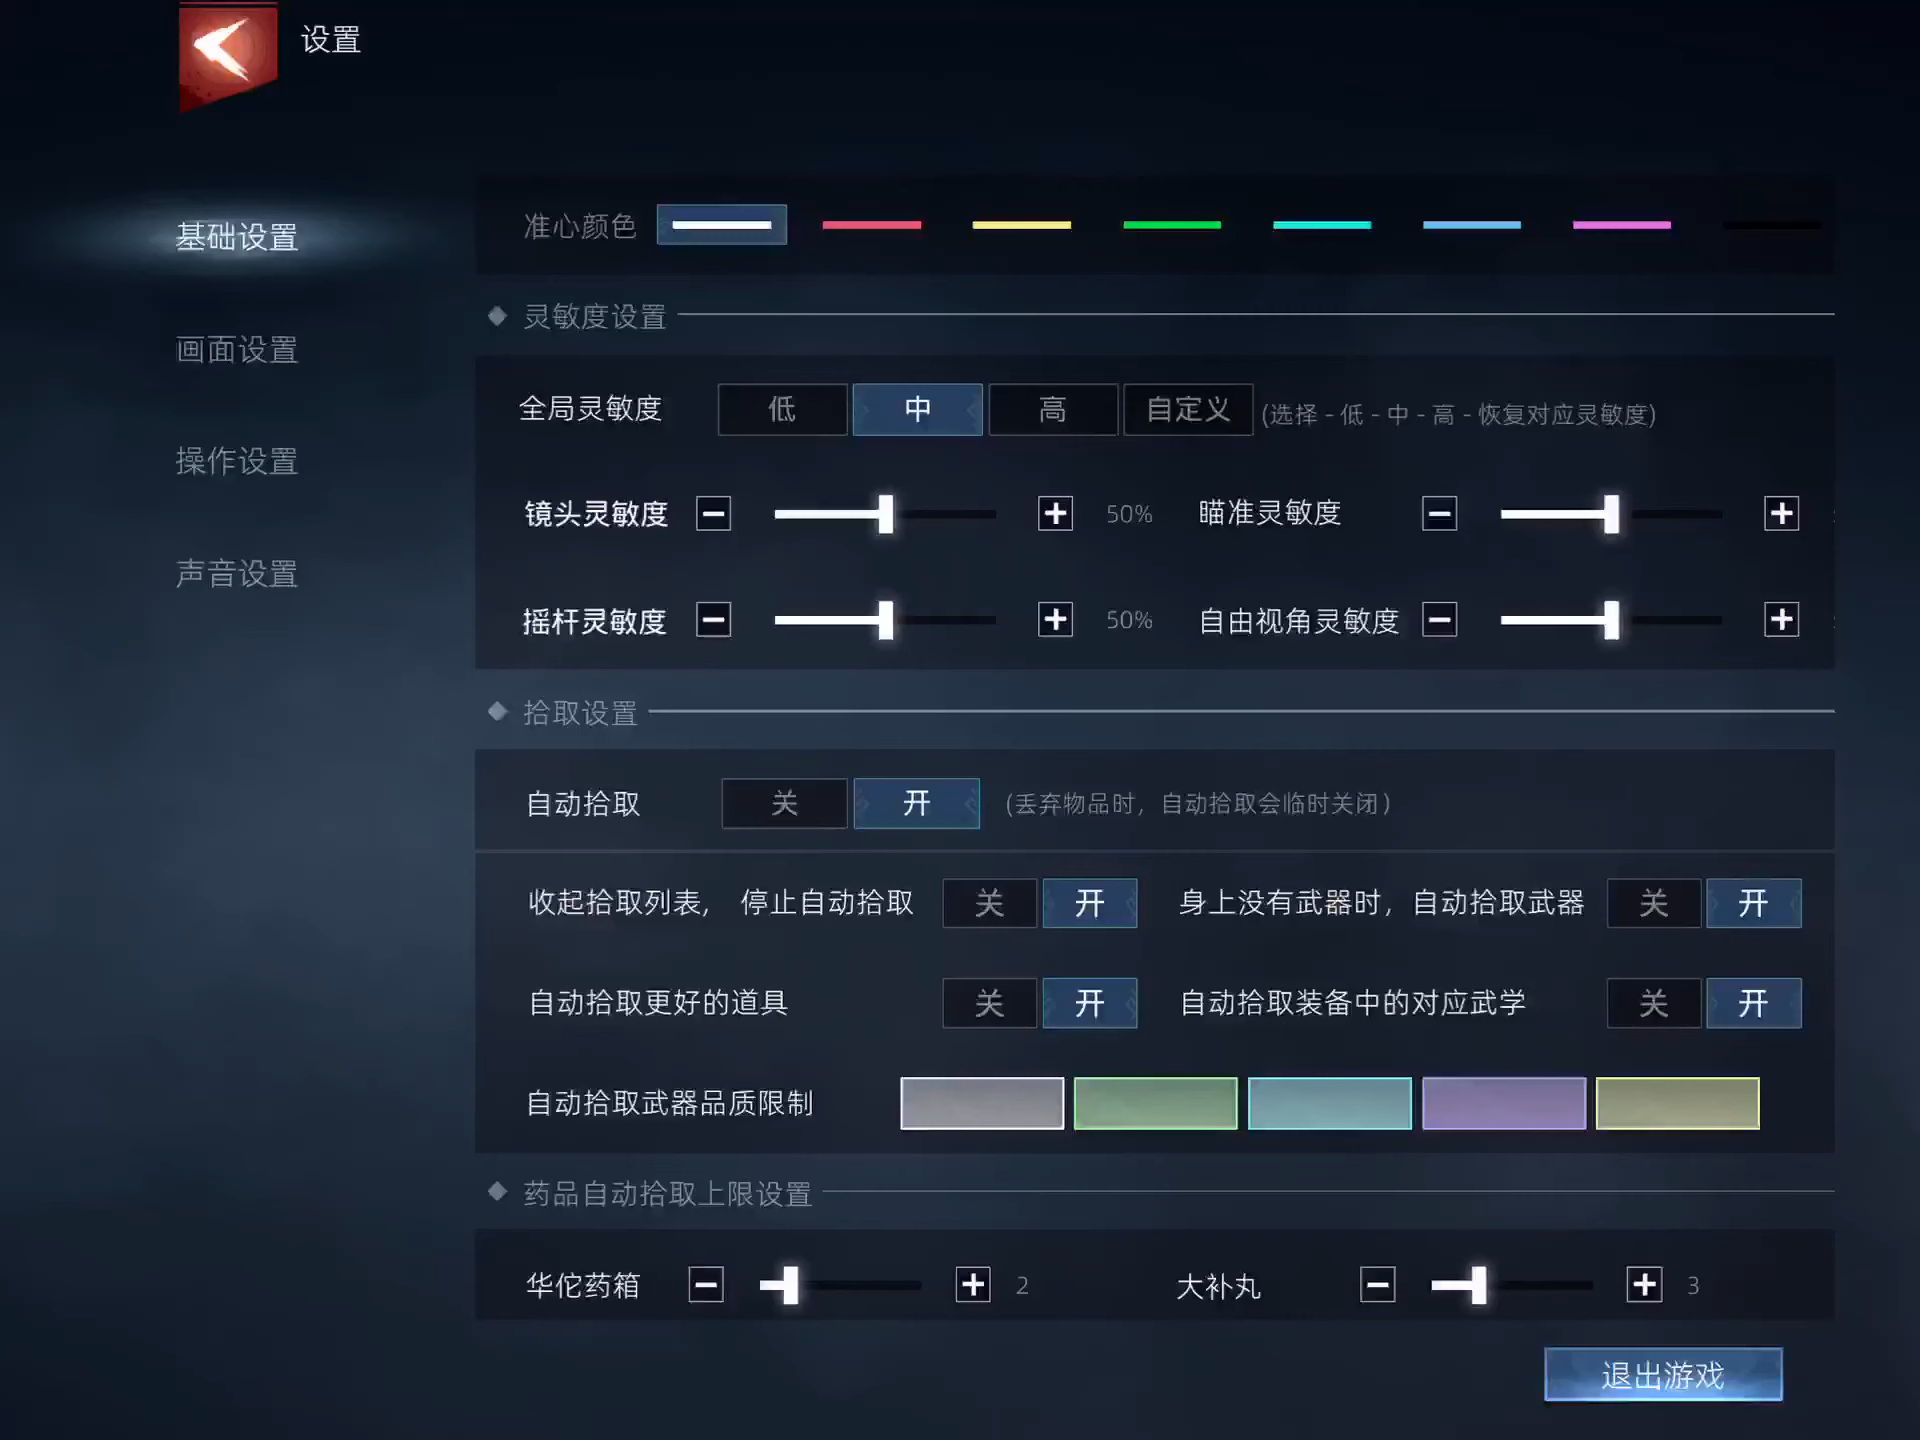 设置
基础设置
画面设置
操作设置
声音设置
准心颜色
灵敏度设置
全局灵敏度 低 中 高 自定义 (选择 - 低 - 中 - 高 - 恢复对应灵敏度)
镜头灵敏度 50% 瞄准灵敏度
摇杆灵敏度 50% 自由视角灵敏度
拾取设置
自动拾取 关 开 (丢弃物品时，自动拾取会临时关闭)
收起拾取列表， 停止自动拾取 关 开 身上没有武器时，自动拾取武器 关 开
自动拾取更好的道具 关 开 自动拾取装备中的对应武学 关 开
自动拾取武器品质限制
药品自动拾取上限设置
华佗药箱 2 大补丸 3
退出游戏